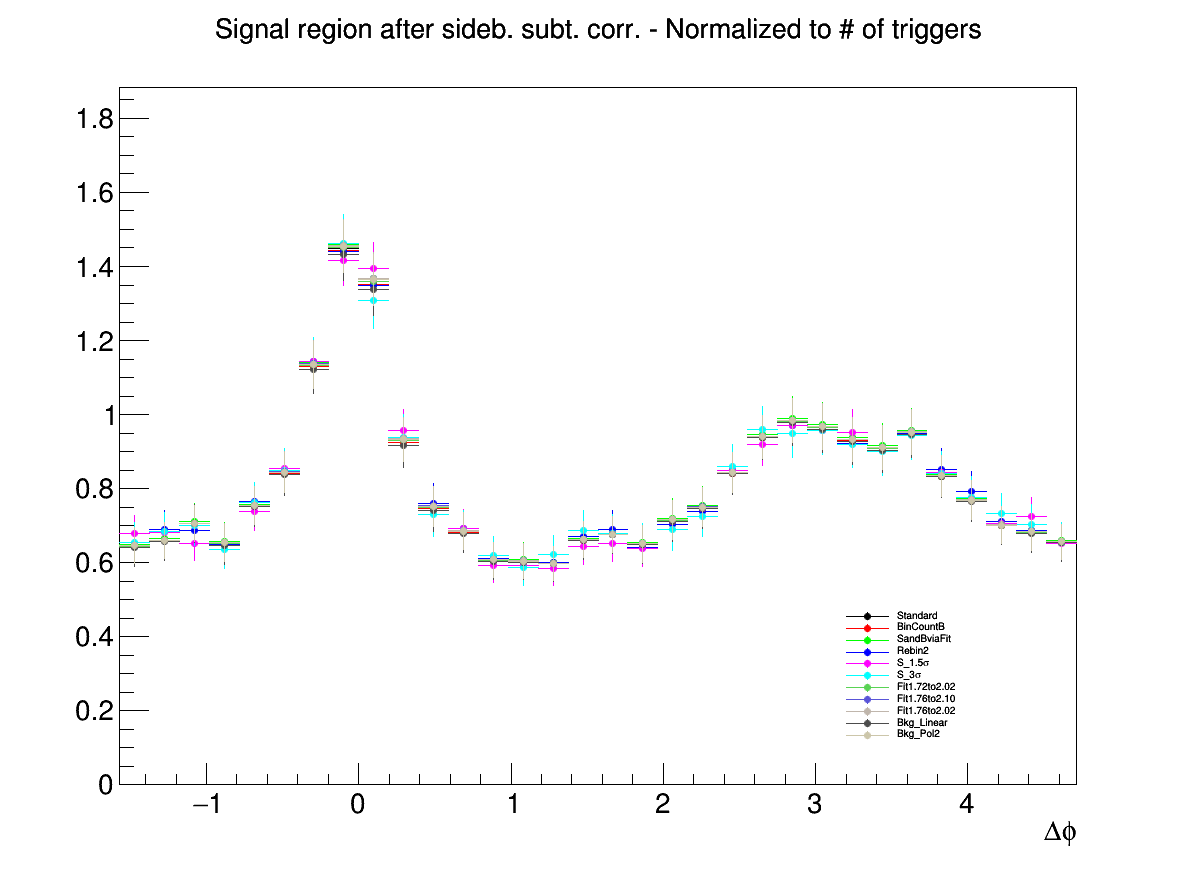 Signal region after sideb. subt. corr. - Normalized to # of triggers
1.8
1.6
1.4
1.2
1
0.8
0.6
0.4
0.2
0
−1 0 1 2 3 4
Δϕ
Standard
BinCountB
SandBviaFit
Rebin2
S_1.5σ
S_3σ
Fit1.72to2.02
Fit1.76to2.10
Fit1.76to2.02
Bkg_Linear
Bkg_Pol2